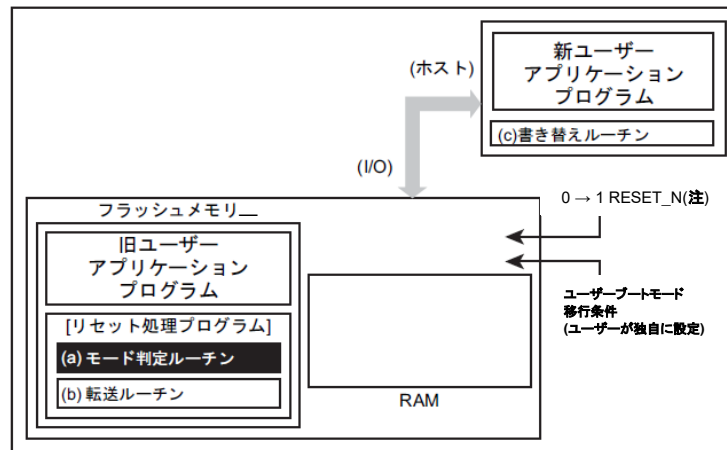 新ユーザー
アプリケーション
プログラム
(ホスト)
(c)書き替えルーチン
(I/O)
0 → 1 RESET_N(注)
フラッシュメモリ
旧ユーザー
アプリケーション
プログラム
ユーザーブートモード
移行条件
(ユーザーが独自に設定)
[リセット処理プログラム]
(a) モード判定ルーチン
(b) 転送ルーチン
RAM